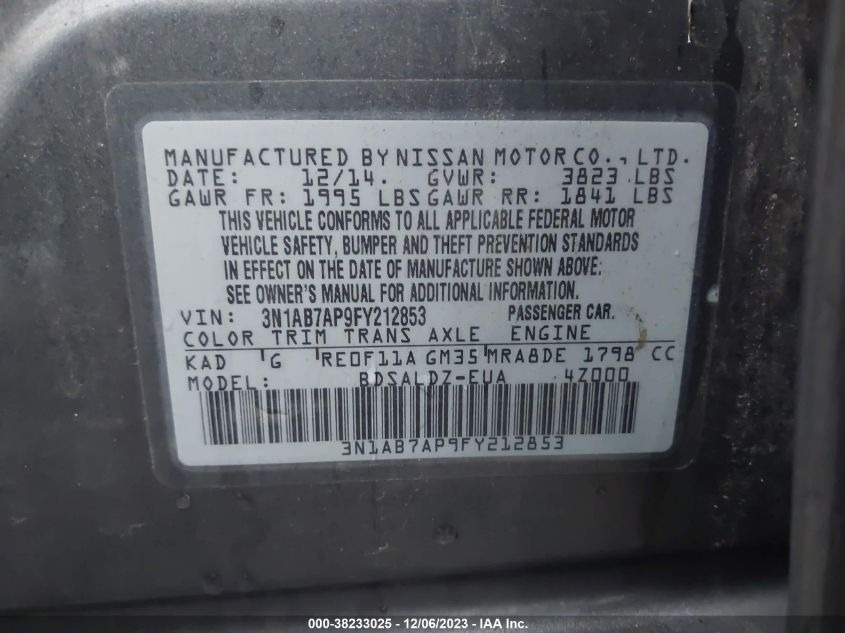 MANUFACTURED BY NISSAN MOTOR CO., LTD.
DATE: 12/14. GVWR: 3823 LBS
GAWR FR: 1995 LBS GAWR RR: 1841 LBS
THIS VEHICLE CONFORMS TO ALL APPLICABLE FEDERAL MOTOR
VEHICLE SAFETY, BUMPER AND THEFT PREVENTION STANDARDS
IN EFFECT ON THE DATE OF MANUFACTURE SHOWN ABOVE:
SEE OWNER'S MANUAL FOR ADDITIONAL INFORMATION.
VIN: 3N1AB7AP9FY212853 PASSENGER CAR.
COLOR TRIM TRANS AXLE ENGINE
KAD G RE0F11A GM35 MRA8DE 1798 CC
MODEL: BDSALDZ-EUA 4Z000
3N1AB7AP9FY212853
000-38233025 - 12/06/2023 - IAA Inc.